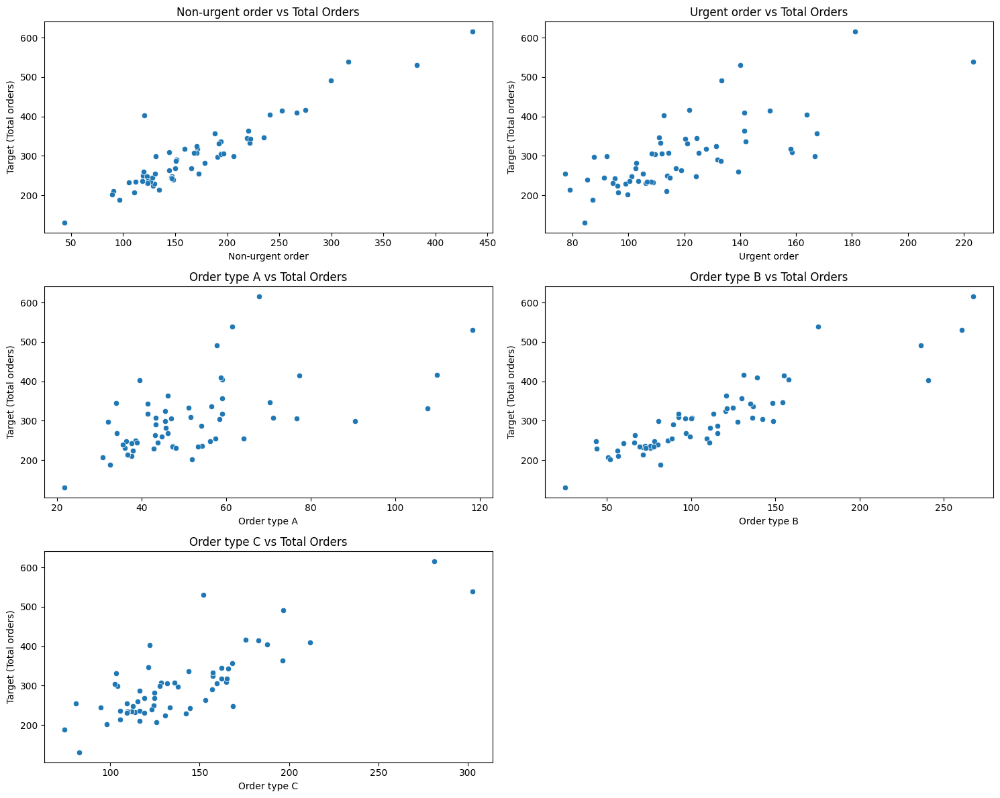 Non-urgent order vs Total Orders
Target (Total orders)
600
500
400
300
200
50 100 150 200 250 300 350 400 450
Non-urgent order
Urgent order vs Total Orders
Target (Total orders)
600
500
400
300
200
80 100 120 140 160 180 200 220
Urgent order
Order type A vs Total Orders
Target (Total orders)
600
500
400
300
200
20 40 60 80 100 120
Order type A
Order type B vs Total Orders
Target (Total orders)
600
500
400
300
200
50 100 150 200 250
Order type B
Order type C vs Total Orders
Target (Total orders)
600
500
400
300
200
100 150 200 250 300
Order type C